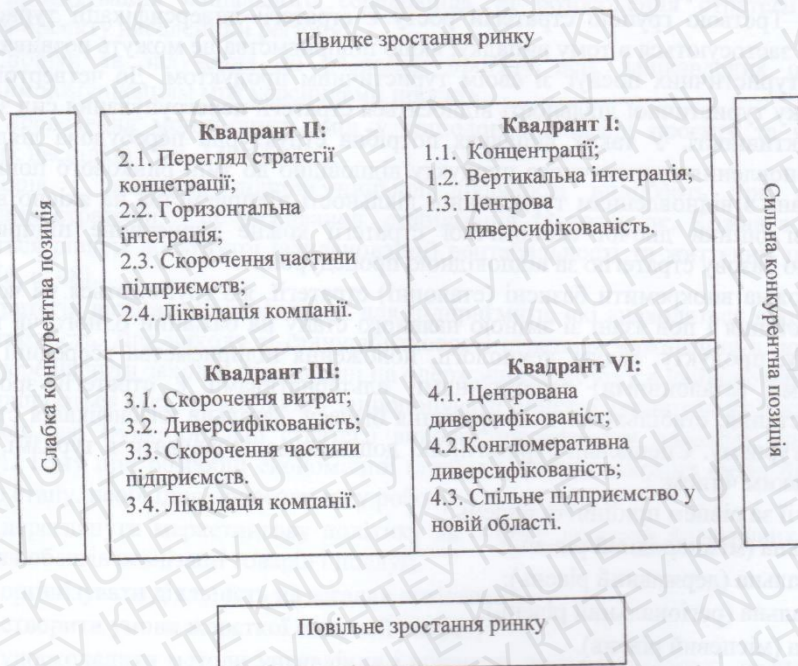 Швидке зростання ринку
Слабка конкурентна позиція
Квадрант II:
2.1. Перегляд стратегії
концетрації;
2.2. Горизонтальна
інтеграція;
2.3. Скорочення частини
підприємств;
2.4. Ліквідація компанії.
Квадрант I:
1.1. Концентрації;
1.2. Вертикальна інтеграція;
1.3. Центрова
диверсифікованість.
Сильна конкурентна позиція
Квадрант III:
3.1. Скорочення витрат;
3.2. Диверсифікованість;
3.3. Скорочення частини
підприємств.
3.4. Ліквідація компанії.
Квадрант VI:
4.1. Центрована
диверсифікованіст;
4.2.Конгломеративна
диверсифікованість;
4.3. Спільне підприємство у
новій області.
Повільне зростання ринку
KNUTE KHTEY